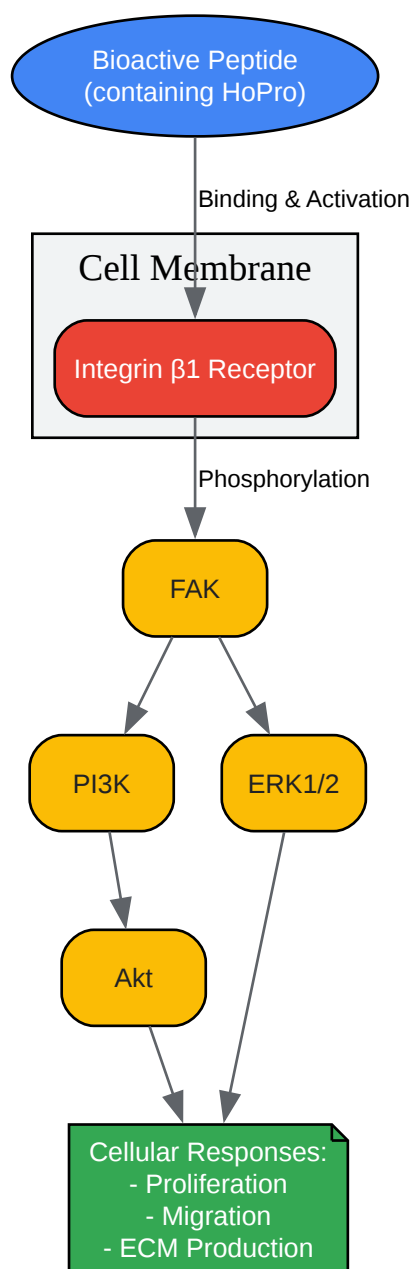 Bioactive Peptide
(containing HoPro)
Binding & Activation
Cell Membrane
Integrin β1 Receptor
Phosphorylation
FAK
PI3K
ERK1/2
Akt
Cellular Responses:
- Proliferation
- Migration
- ECM Production